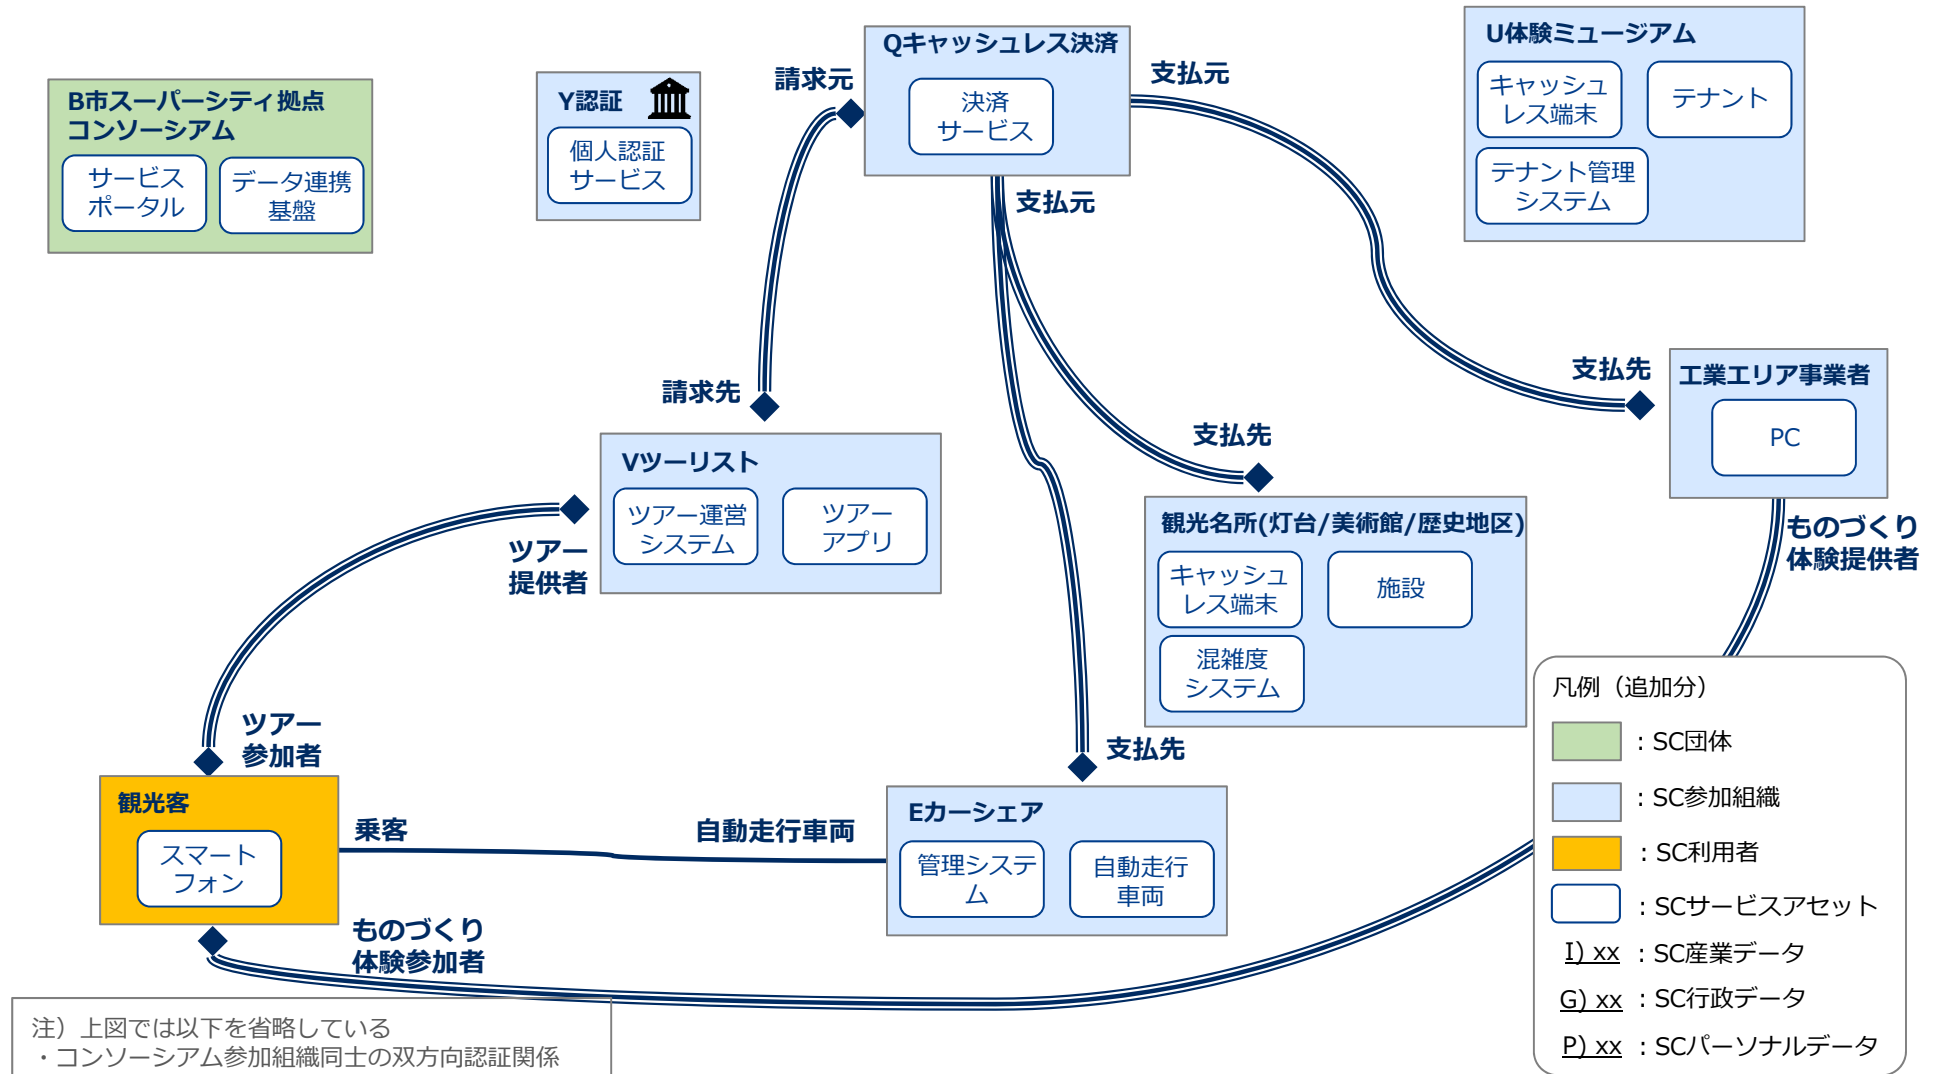 B市スーパーシティ拠点
コンソーシアム
サービス
ポータル
データ連携
基盤
Y認証
個人認証
サービス
請求元
Qキャッシュレス決済
決済
サービス
支払元
支払元
U体験ミュージアム
キャッシュ
レス端末
テナント
テナント管理
システム
請求先
Vツーリスト
ツアー運営
システム
ツアー
アプリ
ツアー
提供者
支払先
観光名所(灯台/美術館/歴史地区)
キャッシュ
レス端末
施設
混雑度
システム
支払先
工業エリア事業者
PC
ものづくり
体験提供者
ツアー
参加者
観光客
スマート
フォン
乗客
自動走行車両
支払先
Eカーシェア
管理システ
ム
自動走行
車両
ものづくり
体験参加者
凡例（追加分）
：SC団体
：SC参加組織
：SC利用者
：SCサービスアセット
I) xx ：SC産業データ
G) xx ：SC行政データ
P) xx ：SCパーソナルデータ
注）上図では以下を省略している
・コンソーシアム参加組織同士の双方向認証関係